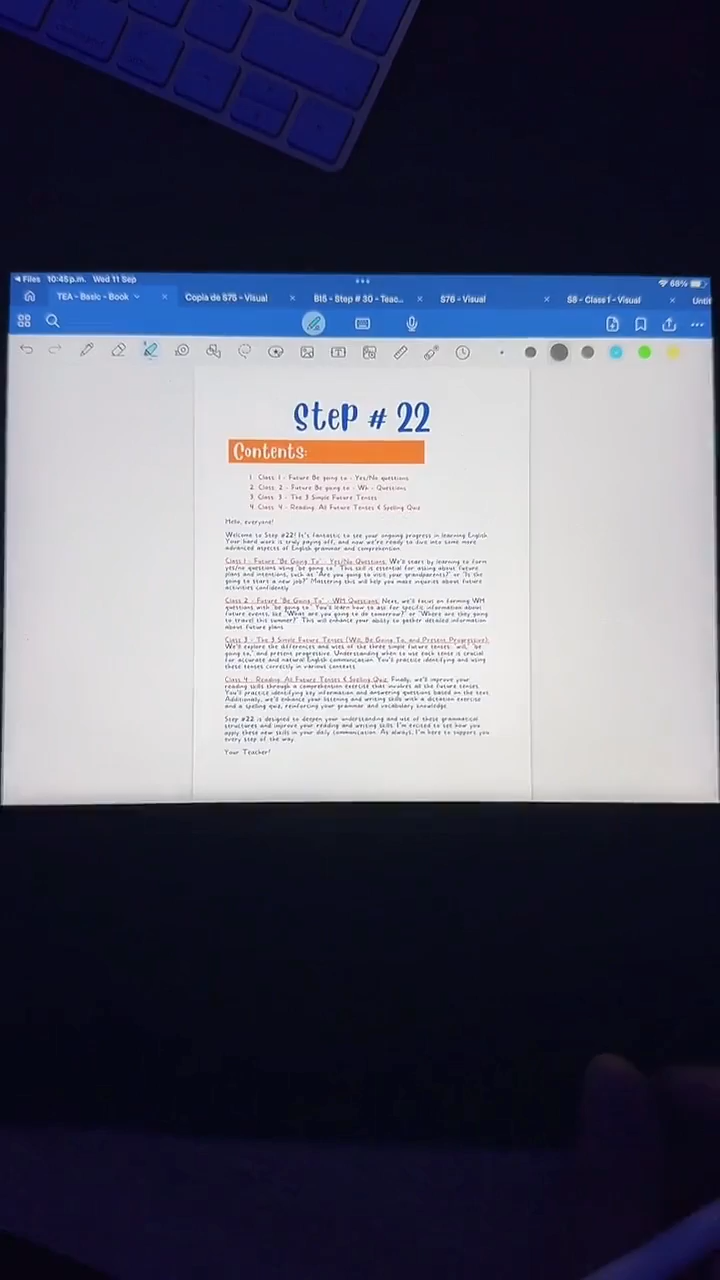 Files 10:45p.m. Wed 11 Sep
68%
TEA - Basic - Book
Copia de S75 - Visual
B15 - Step # 30 - Teac...
S76 - Visual
S8 - Class 1 - Visual
Untit
Step # 22
Contents:
1. Class. 1 - Future Be going to - Yes/No questions
2. Class. 2 - Future Be going to - Wh - Questions
3. Class. 3 - The 3 Simple Future Tenses
4. Class. 4 - Reading: All Future Tenses & Spelling Quiz
Hello, everyone!
Welcome to Step #22! It's fantastic to see your ongoing progress in learning English.
Your hard work is truly paying off, and now we're ready to dive into some more
advanced aspects of English grammar and comprehension.
Class 1 - Future "Be Going To" - Yes/No Questions: We'll start by learning to form
yes/no questions using "be going to." This skill is essential for asking about future
plans and intentions, such as "Are you going to visit your grandparents?" or "Is he
going to start a new job?" Mastering this will help you make inquiries about future
activities confidently.
Class 2 - Future "Be Going To" - WH Questions: Next, we'll focus on forming WH
questions with "be going to." You'll learn how to ask for specific information about
future events, like "What are you going to do tomorrow?" or "Where are they going
to travel this summer?" This will enhance your ability to gather detailed information
about future plans.
Class 3 - The 3 Simple Future Tenses (Will, Be Going To, and Present Progressive):
We'll explore the differences and uses of the three simple future tenses: "will," "be
going to," and present progressive. Understanding when to use each tense is crucial
for accurate and natural English communication. You'll practice identifying and using
these tenses correctly in various contexts.
Class 4 - Reading: All Future Tenses & Spelling Quiz: Finally, we'll improve your
reading skills through a comprehension exercise that involves all the future tenses.
You'll practice identifying key information and answering questions based on the text.
Additionally, we'll enhance your listening and writing skills with a dictation exercise
and a spelling quiz, reinforcing your grammar and vocabulary knowledge.
Step #22 is designed to deepen your understanding and use of these grammatical
structures and improve your reading and writing skills. I'm excited to see how you
apply these new skills in your daily communication. As always, I'm here to support you
every step of the way.
Your Teacher!